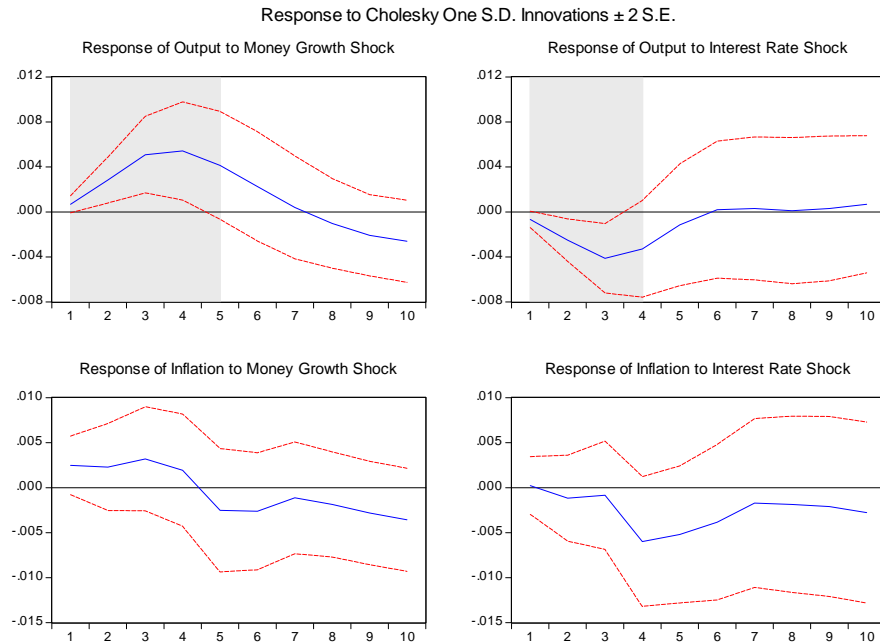 Response to Cholesky One S.D. Innovations ± 2 S.E.
Response of Output to Money Growth Shock
.012
.008
.004
.000
-.004
-.008
1 2 3 4 5 6 7 8 9 10
Response of Output to Interest Rate Shock
.012
.008
.004
.000
-.004
-.008
1 2 3 4 5 6 7 8 9 10
Response of Inflation to Money Growth Shock
.010
.005
.000
-.005
-.010
-.015
1 2 3 4 5 6 7 8 9 10
Response of Inflation to Interest Rate Shock
.010
.005
.000
-.005
-.010
-.015
1 2 3 4 5 6 7 8 9 10